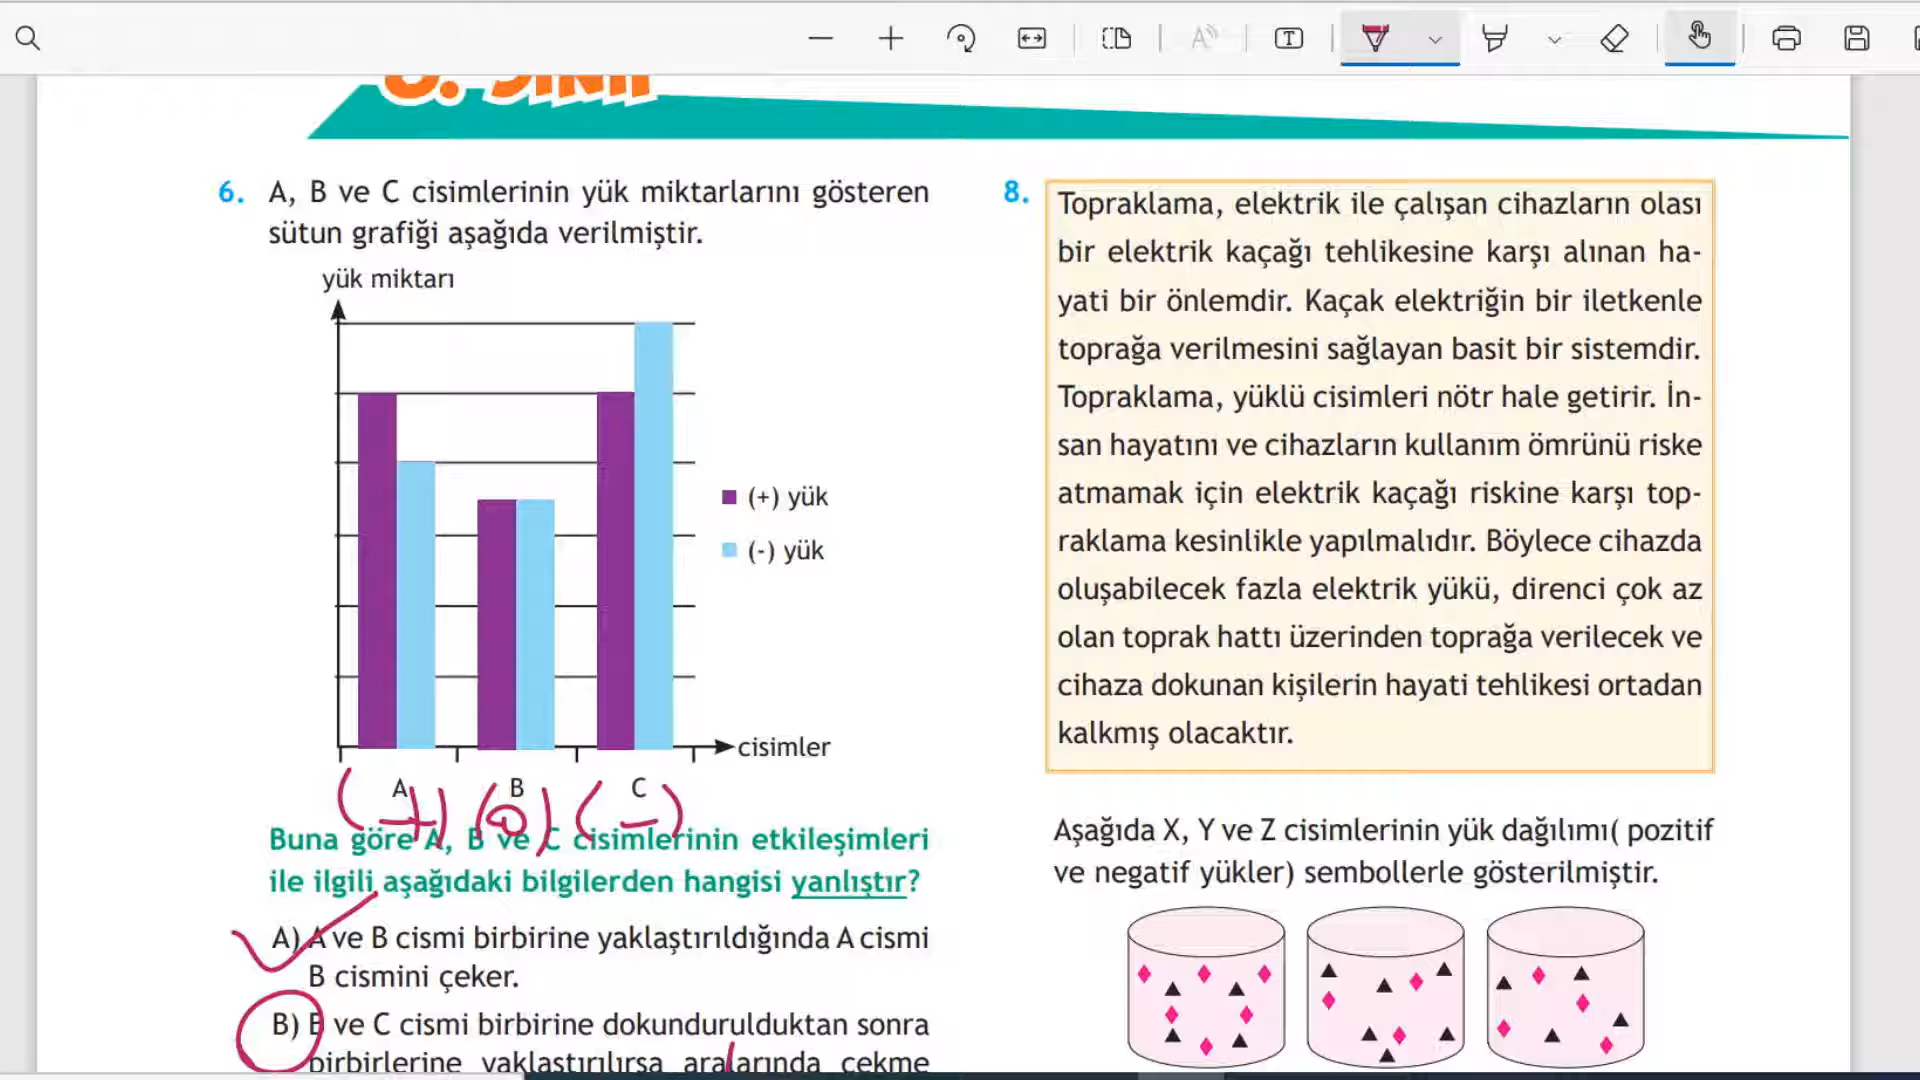 8. SINIF
6. A, B ve C cisimlerinin yük miktarlarını gösteren
sütun grafiği aşağıda verilmiştir.
yük miktarı
(+) yük
(-) yük
cisimler
A
B
C
(+) (0) (-)
Buna göre A, B ve C cisimlerinin etkileşimleri
ile ilgili aşağıdaki bilgilerden hangisi yanlıştır?
A) A ve B cismi birbirine yaklaştırıldığında A cismi
B cismini çeker.
B) B ve C cismi birbirine dokundurulduktan sonra
birbirlerine yaklaştırılırsa aralarında çekme
8. Topraklama, elektrik ile çalışan cihazların olası
bir elektrik kaçağı tehlikesine karşı alınan ha-
yati bir önlemdir. Kaçak elektriğin bir iletkenle
toprağa verilmesini sağlayan basit bir sistemdir.
Topraklama, yüklü cisimleri nötr hale getirir. İn-
san hayatını ve cihazların kullanım ömrünü riske
atmamak için elektrik kaçağı riskine karşı top-
raklama kesinlikle yapılmalıdır. Böylece cihazda
oluşabilecek fazla elektrik yükü, direnci çok az
olan toprak hattı üzerinden toprağa verilecek ve
cihaza dokunan kişilerin hayati tehlikesi ortadan
kalkmış olacaktır.
Aşağıda X, Y ve Z cisimlerinin yük dağılımı( pozitif
ve negatif yükler) sembollerle gösterilmiştir.